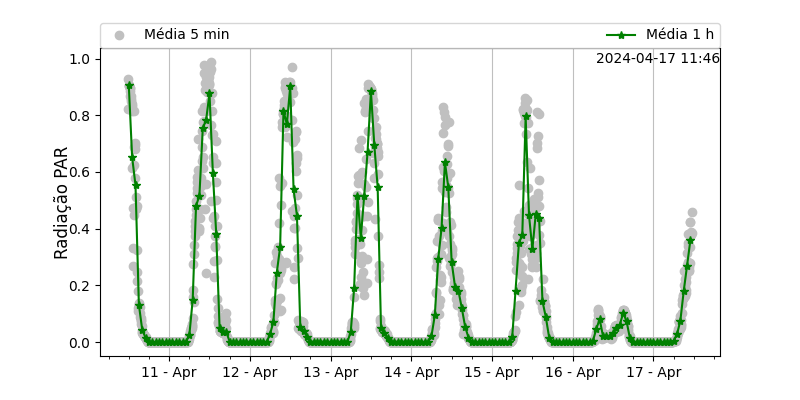 Média 5 min
Média 1 h
2024-04-17 11:46
Radiação PAR
1.0
0.8
0.6
0.4
0.2
0.0
11 - Apr
12 - Apr
13 - Apr
14 - Apr
15 - Apr
16 - Apr
17 - Apr